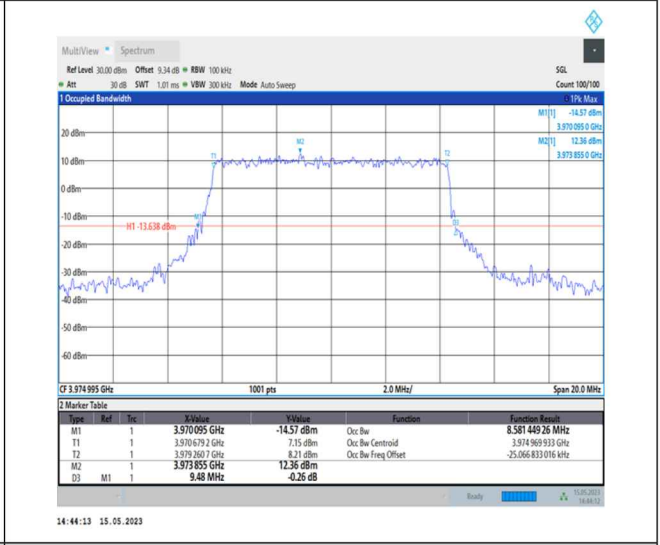 MultiView Spectrum
Ref Level 30.00 dBm Offset 9.34 dB RBW 100 kHz SGL
Att 30 dB SWT 1.01 ms VBW 300 kHz Mode Auto Sweep Count 100/100
1 Occupied Bandwidth 1Pk Max
M1[1] -14.57 dBm
3.970 095 0 GHz
M2[1] 12.36 dBm
3.973 855 0 GHz
20 dBm
10 dBm
0 dBm
-10 dBm
-20 dBm
-30 dBm
-40 dBm
-50 dBm
-60 dBm
T1
M2
T2
M1
D3
H1 -13.638 dBm
CF 3.974 995 GHz 1001 pts 2.0 MHz/ Span 20.0 MHz
2 Marker Table
Type Ref Trc X-Value Y-Value Function Function Result
M1 1 3.970 095 GHz -14.57 dBm Occ Bw 8.581 449 26 MHz
T1 1 3.970 679 2 GHz 7.15 dBm Occ Bw Centroid 3.974 969 933 GHz
T2 1 3.979 260 7 GHz 8.21 dBm Occ Bw Freq Offset -25.066 833 016 kHz
M2 1 3.973 855 GHz 12.36 dBm
D3 M1 1 9.48 MHz -0.26 dB
Ready 15.05.2023
14:44:12
14:44:13 15.05.2023